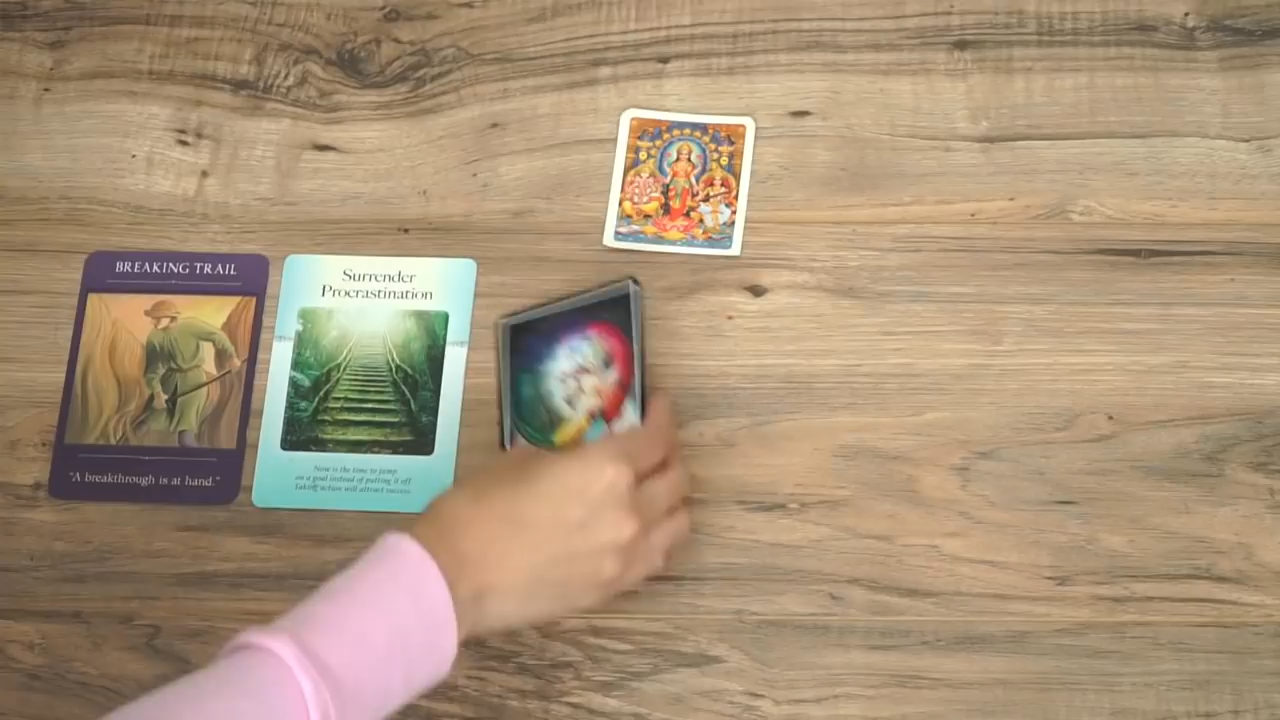 BREAKING TRAIL
"A breakthrough is at hand."
Surrender
Procrastination
Now is the time to jump
on a goal instead of putting it off.
Taking action will attract success.